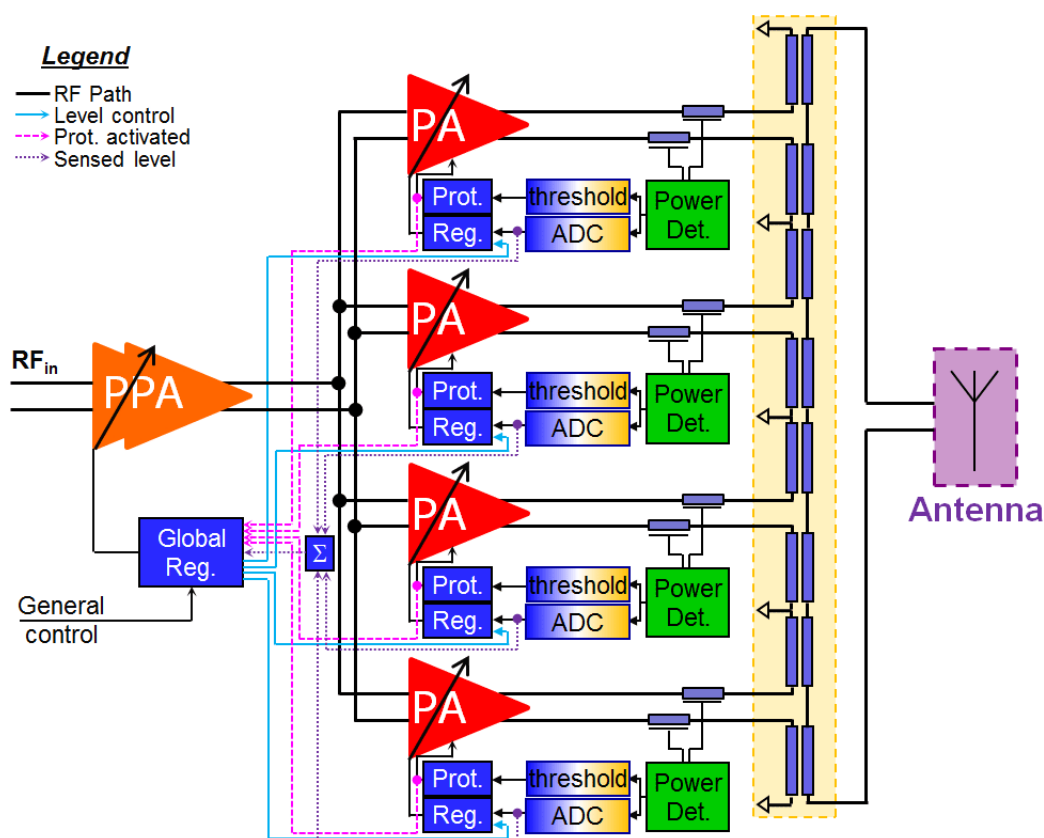 Legend
RF Path
Level control
Prot. activated
Sensed level
PA
Prot.
threshold
Power
Det.
Reg.
ADC
PA
Prot.
threshold
Power
Det.
Reg.
ADC
RFin
PPA
Antenna
PA
Global
Reg.
Σ
Prot.
threshold
Power
Det.
Reg.
ADC
General
control
PA
Prot.
threshold
Power
Det.
Reg.
ADC